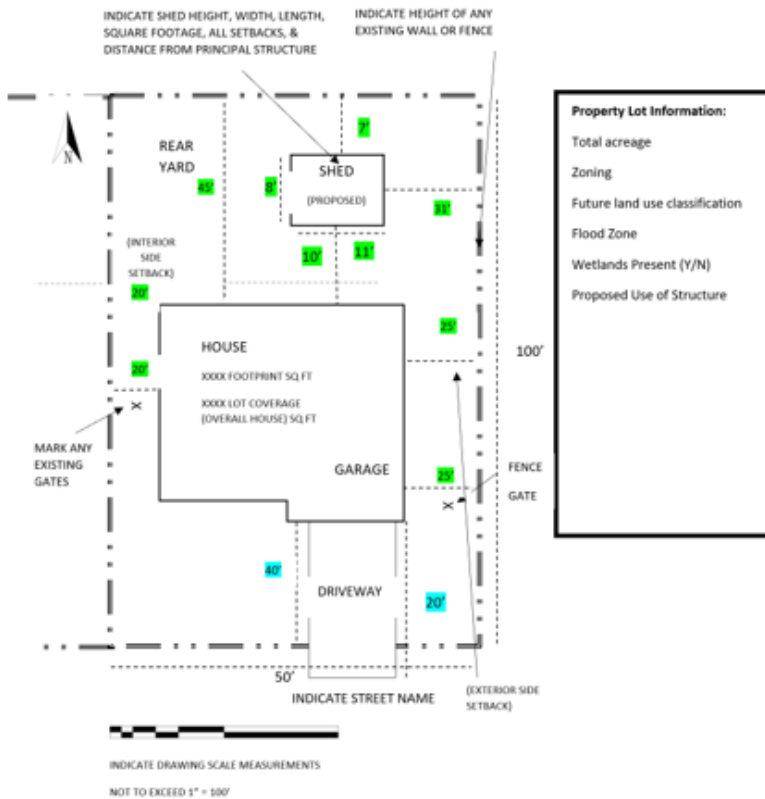 INDICATE SHED HEIGHT, WIDTH, LENGTH,
SQUARE FOOTAGE, ALL SETBACKS, &
DISTANCE FROM PRINCIPAL STRUCTURE
INDICATE HEIGHT OF ANY
EXISTING WALL OR FENCE
N
REAR
YARD
45'
8'
7'
SHED
(PROPOSED)
31'
10'
11'
(INTERIOR
SIDE
SETBACK)
20'
20'
X
MARK ANY
EXISTING
GATES
HOUSE
XXXX FOOTPRINT SQ FT
XXXX LOT COVERAGE
(OVERALL HOUSE) SQ FT
GARAGE
25'
100'
25'
X
FENCE
GATE
40'
DRIVEWAY
20'
50'
INDICATE STREET NAME
(EXTERIOR SIDE
SETBACK)
INDICATE DRAWING SCALE MEASUREMENTS
NOT TO EXCEED 1" = 100'
Property Lot Information:
Total acreage
Zoning
Future land use classification
Flood Zone
Wetlands Present (Y/N)
Proposed Use of Structure